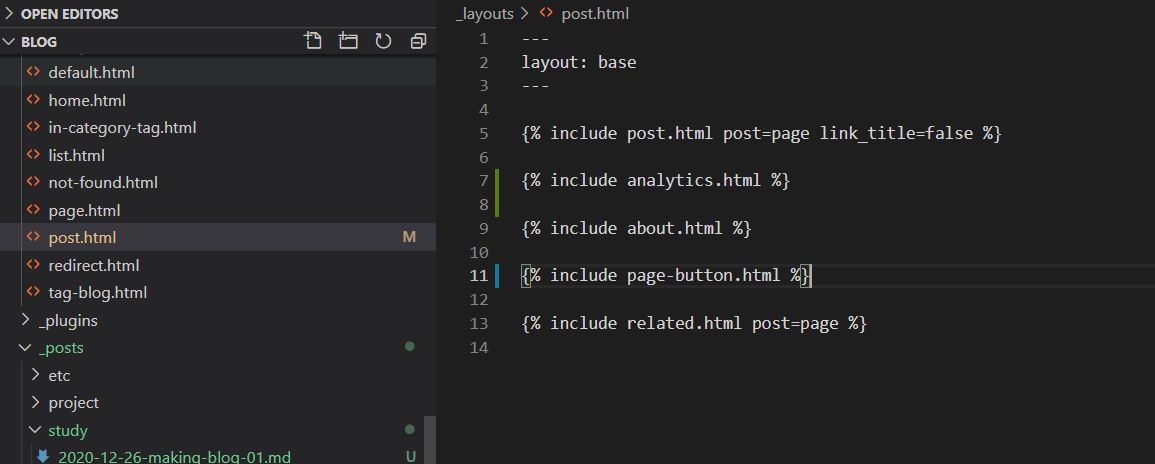 OPEN EDITORS
BLOG
default.html
home.html
in-category-tag.html
list.html
not-found.html
page.html
post.html M
redirect.html
tag-blog.html
_plugins
_posts
etc
project
study
2020-12-26-making-blog-01.md U
_layouts > <> post.html
1 ---
2 layout: base
3 ---
4
5 {% include post.html post=page link_title=false %}
6
7 {% include analytics.html %}
8
9 {% include about.html %}
10
11 {% include page-button.html %}
12
13 {% include related.html post=page %}
14